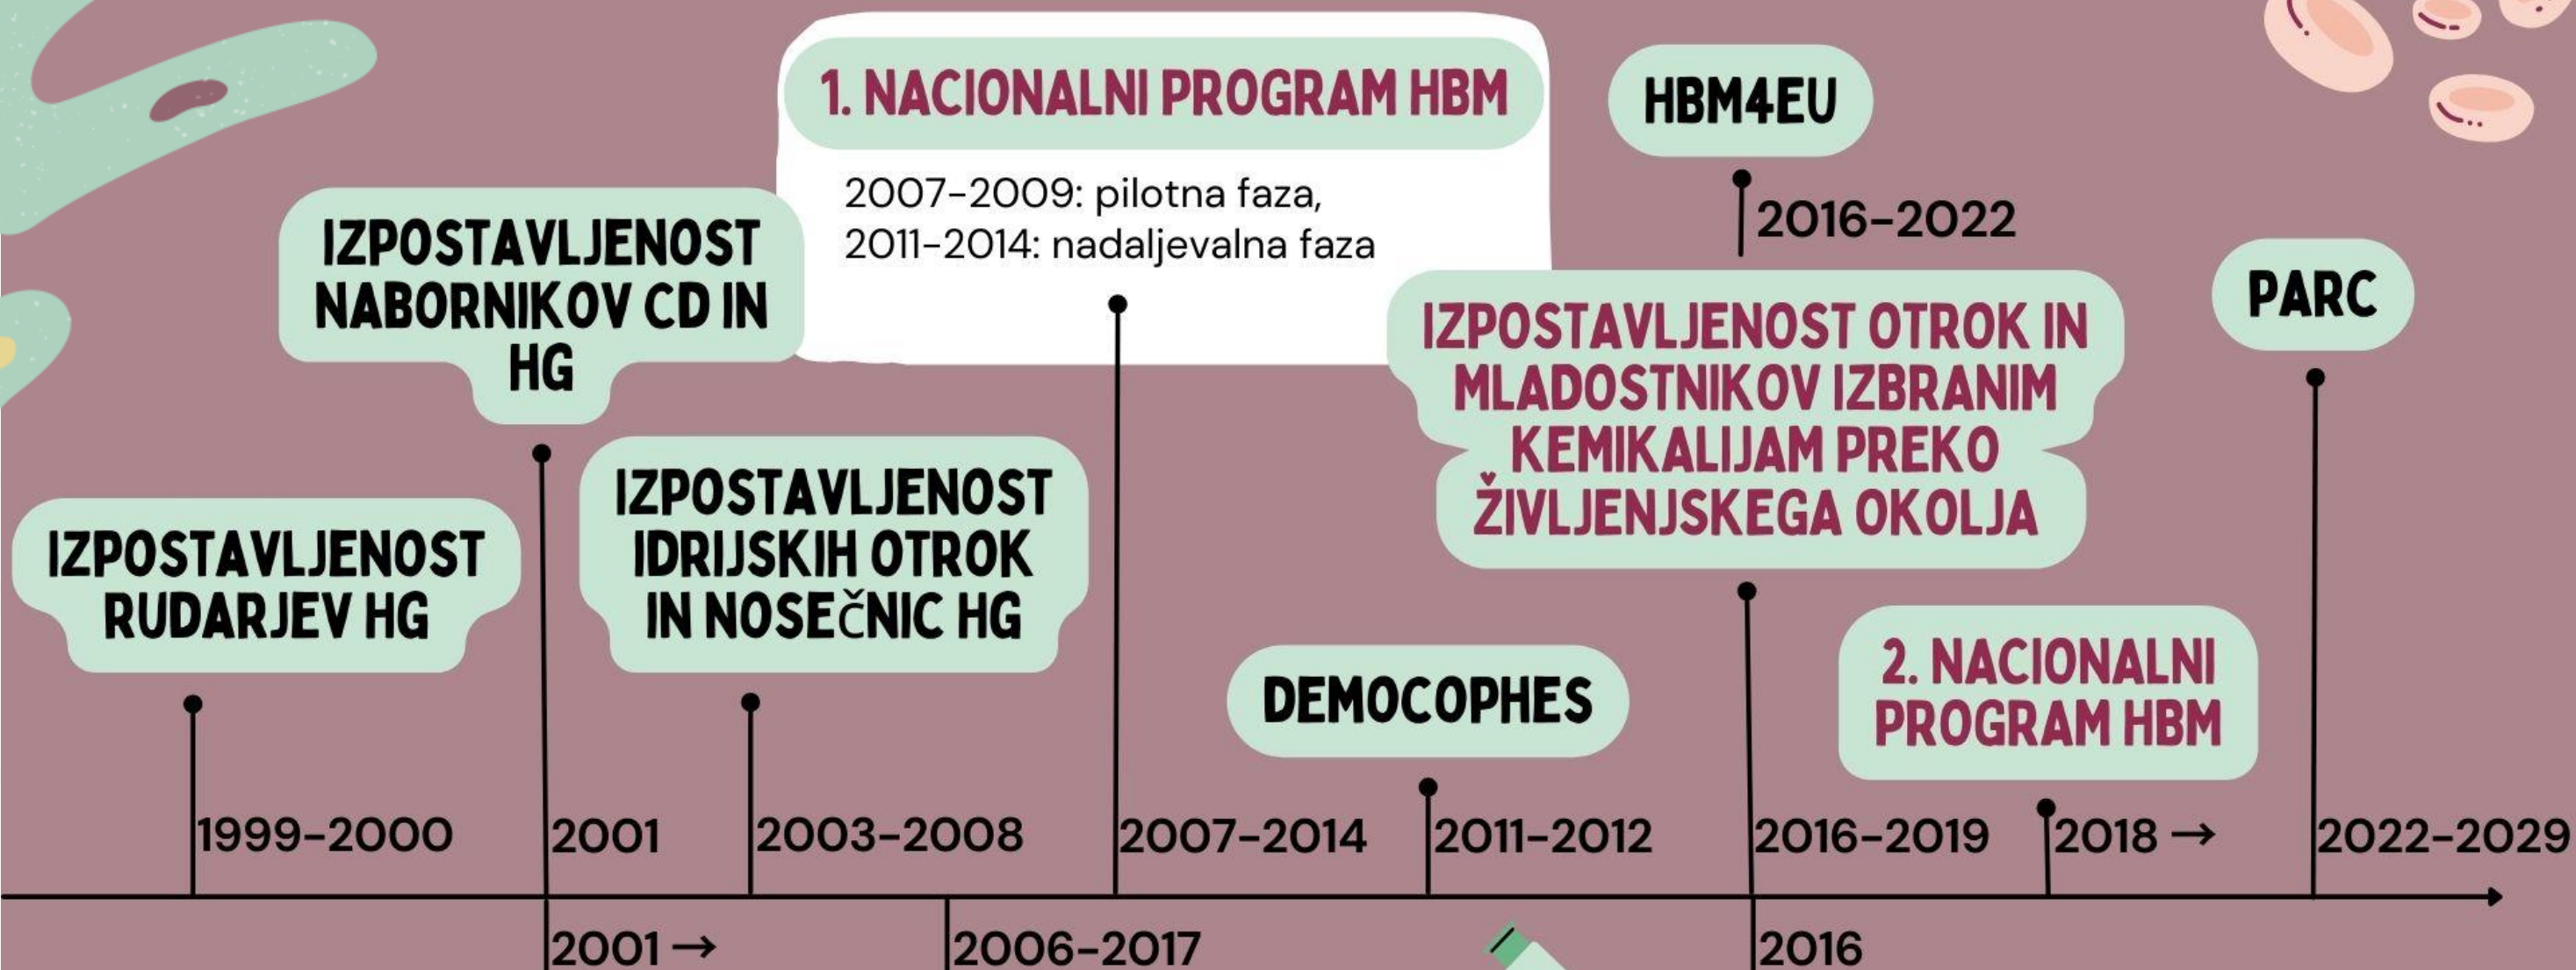 1. NACIONALNI PROGRAM HBM
2007-2009: pilotna faza,
2011-2014: nadaljevalna faza
HBM4EU
2016-2022
IZPOSTAVLJENOST
NABORNIKOV CD IN
HG
PARC
IZPOSTAVLJENOST OTROK IN
MLADOSTNIKOV IZBRANIM
KEMIKALIJAM PREKO
ŽIVLJENJSKEGA OKOLJA
IZPOSTAVLJENOST
RUDARJEV HG
IZPOSTAVLJENOST
IDRIJSKIH OTROK
IN NOSEČNIC HG
DEMOCOPHES
2. NACIONALNI
PROGRAM HBM
1999-2000
2001
2003-2008
2007-2014
2011-2012
2016-2019
2018 →
2022-2029
2001 →
2006-2017
2016